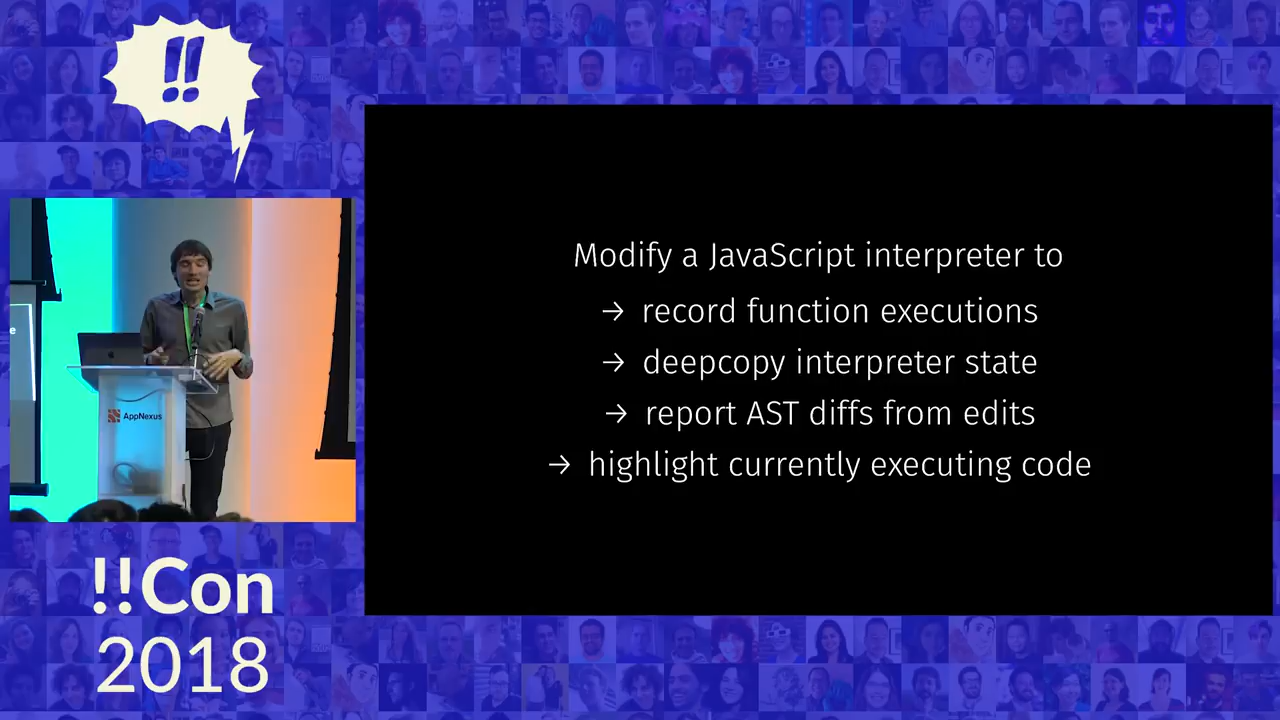 !!
e
AppNexus
!!Con
2018
Modify a JavaScript interpreter to
→ record function executions
→ deepcopy interpreter state
→ report AST diffs from edits
→ highlight currently executing code